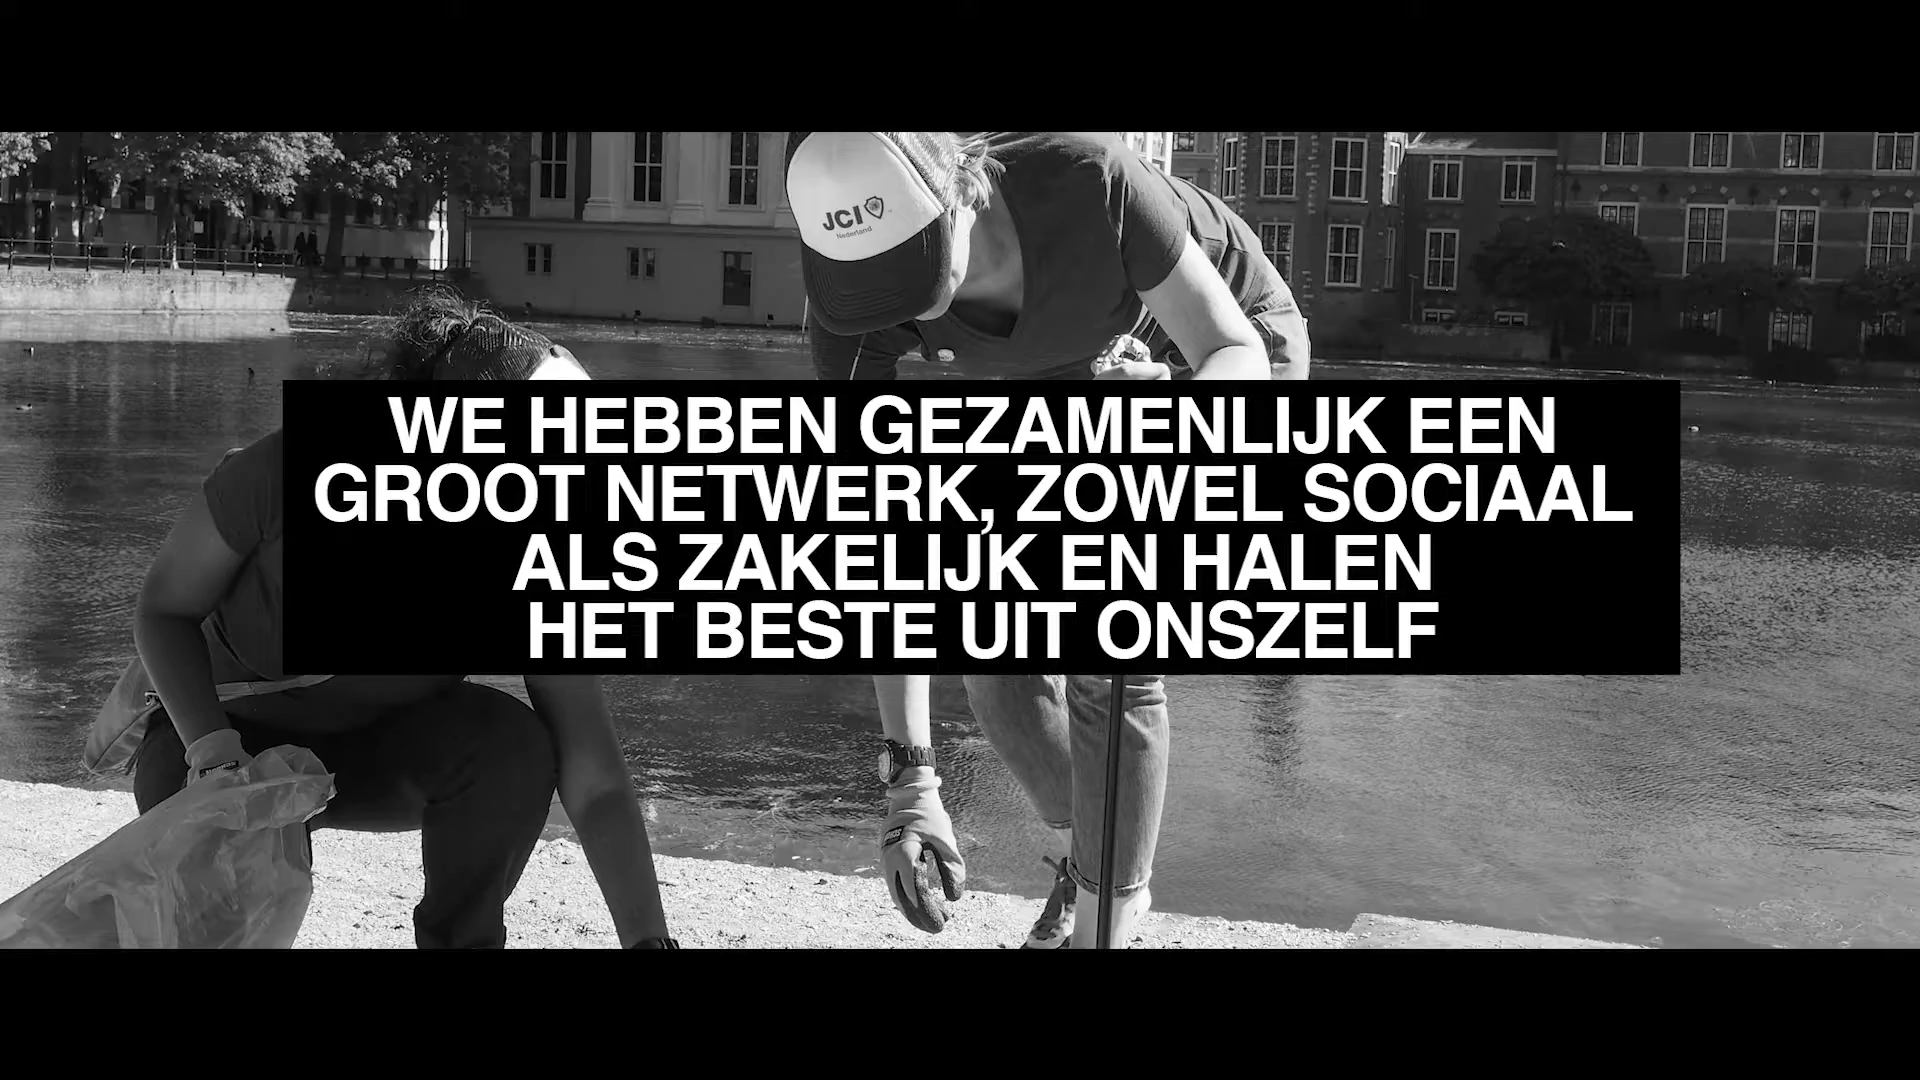 JCI
Nederland
WE HEBBEN GEZAMENLIJK EEN
GROOT NETWERK, ZOWEL SOCIAAL
ALS ZAKELIJK EN HALEN
HET BESTE UIT ONSZELF